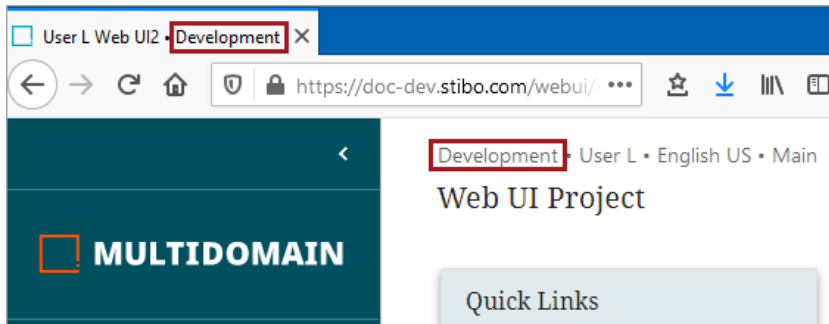 User L Web UI2 • Development
https://doc-dev.stibo.com/webui/
Development • User L • English US • Main
Web UI Project
MULTIDOMAIN
Quick Links